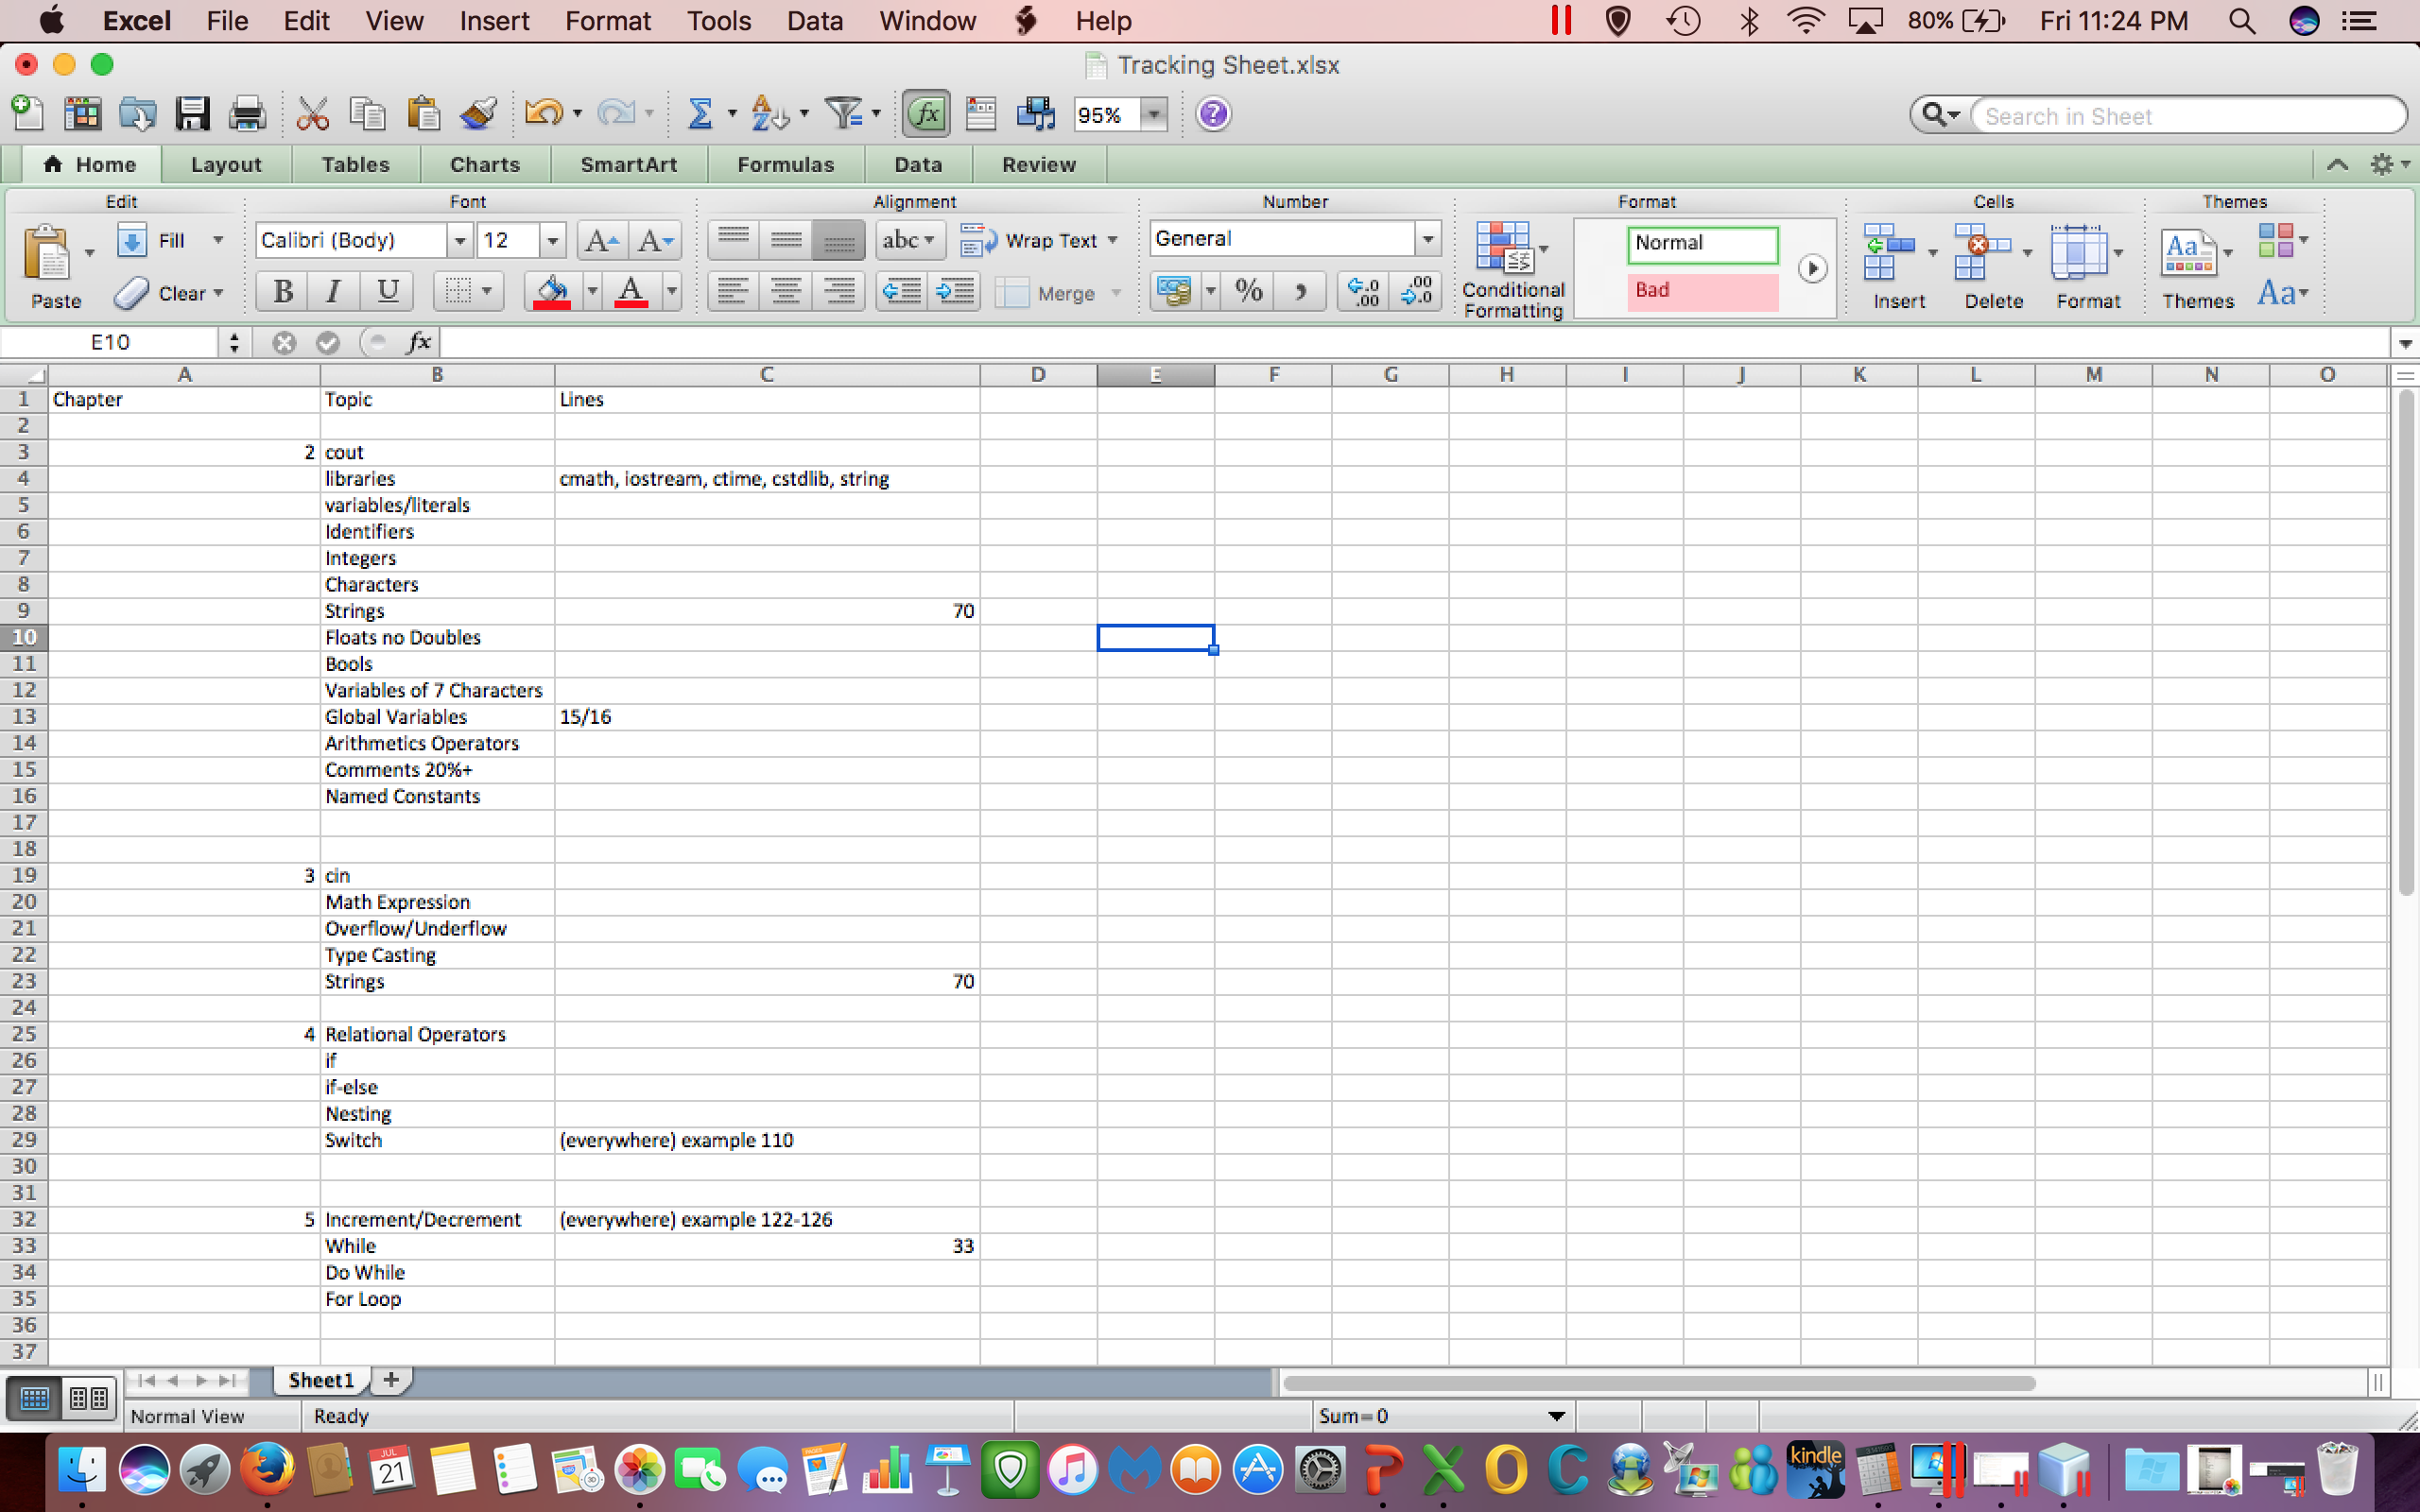 Excel File Edit View Insert Format Tools Data Window Help 80% Fri 11:24 PM
Tracking Sheet.xlsx
95% Search in Sheet
Home Layout Tables Charts SmartArt Formulas Data Review
Edit Font Alignment Number Format Cells Themes
Fill Calibri (Body) 12 A A abc Wrap Text General Normal
Paste Clear B I U A Merge % Conditional Formatting Bad Insert Delete Format Themes Aa
E10 fx
A B C D E F G H I J K L M N O
1 Chapter Topic Lines
2
3 2 cout
4 libraries cmath, iostream, ctime, cstdlib, string
5 variables/literals
6 Identifiers
7 Integers
8 Characters
9 Strings 70
10 Floats no Doubles
11 Bools
12 Variables of 7 Characters
13 Global Variables 15/16
14 Arithmetics Operators
15 Comments 20%+
16 Named Constants
17
18
19 3 cin
20 Math Expression
21 Overflow/Underflow
22 Type Casting
23 Strings 70
24
25 4 Relational Operators
26 if
27 if-else
28 Nesting
29 Switch (everywhere) example 110
30
31
32 5 Increment/Decrement (everywhere) example 122-126
33 While 33
34 Do While
35 For Loop
36
37
Sheet1
Normal View Ready Sum=0
JUL 21 kindle